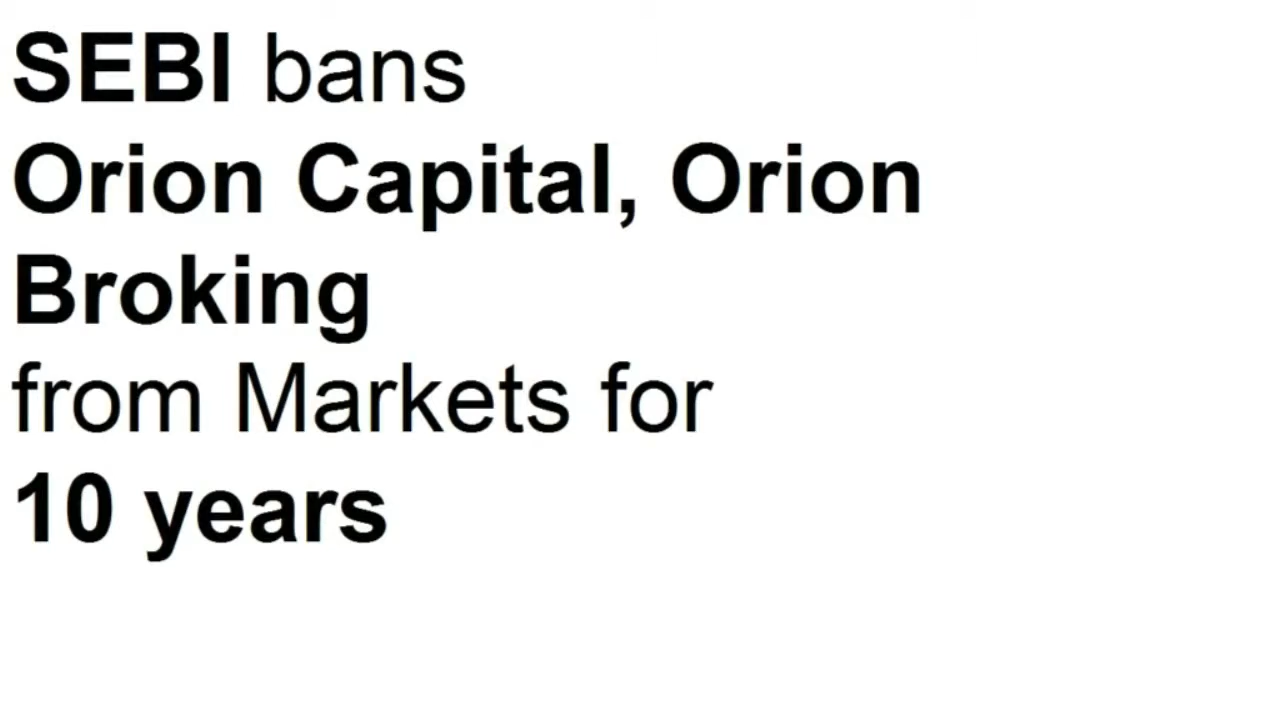 SEBI bans
Orion Capital, Orion
Broking
from Markets for
10 years